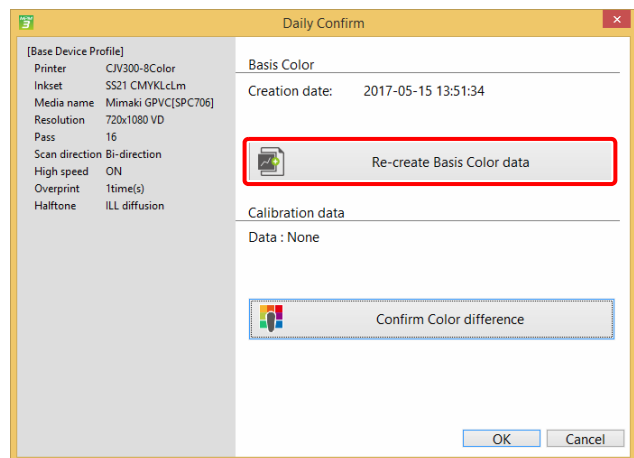 Daily Confirm
[Base Device Profile]
Printer CJV300-8Color
Inkset SS21 CMYKLcLm
Media name Mimaki GPVC[SPC706]
Resolution 720x1080 VD
Pass 16
Scan direction Bi-direction
High speed ON
Overprint 1time(s)
Halftone ILL diffusion
Basis Color
Creation date: 2017-05-15 13:51:34
Re-create Basis Color data
Calibration data
Data : None
Confirm Color difference
OK Cancel